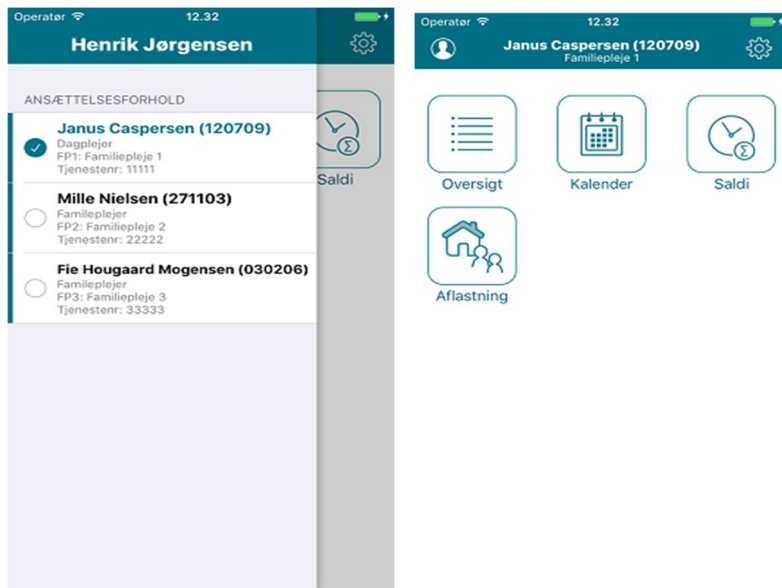 Operatør
12.32
Henrik Jørgensen
ANSÆTTELSESFORHOLD
Janus Caspersen (120709)
Dagplejer
FP1: Familiepleje 1
Tjenestenr: 11111
Mille Nielsen (271103)
Famileplejer
FP2: Familiepleje 2
Tjenestenr: 22222
Fie Hougaard Mogensen (030206)
Famileplejer
FP3: Familiepleje 3
Tjenestenr: 33333
Saldi
Operatør
12.32
Janus Caspersen (120709)
Familiepleje 1
Oversigt
Kalender
Saldi
Aflastning